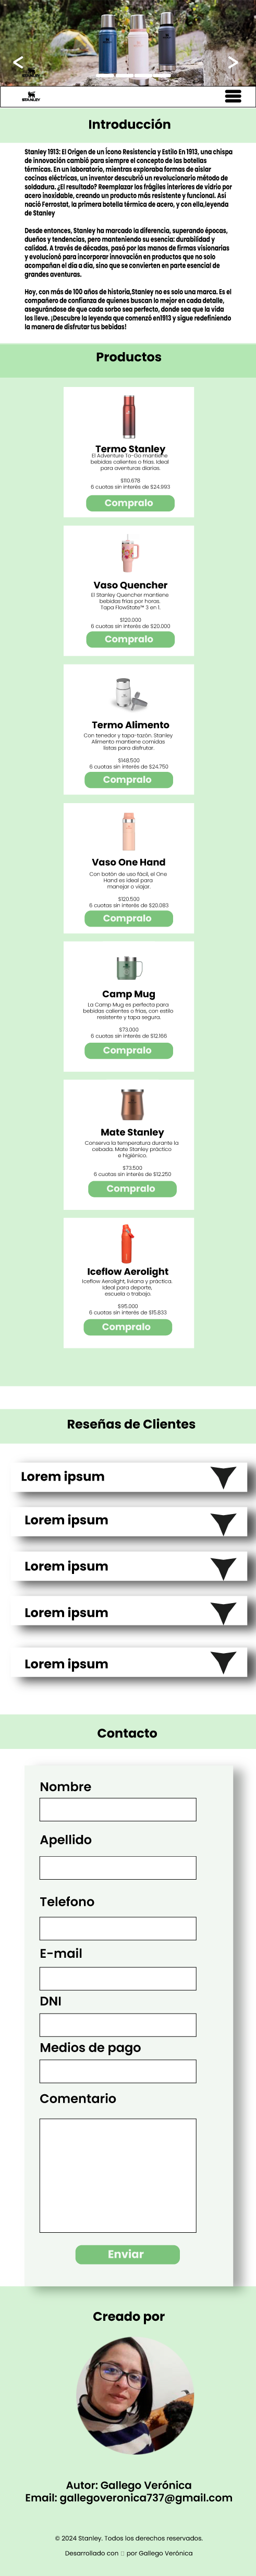 STANLEY
STANLEY
Introducción
Stanley 1913: El Origen de un Ícono Resistencia y Estilo En 1913, una chispa
de innovación cambió para siempre el concepto de las botellas
térmicas. En un laboratorio, mientras exploraba formas de aislar
cocinas eléctricas, un inventor descubrió un revolucionario método de
soldadura. ¿El resultado? Reemplazar los frágiles interiores de vidrio por
acero inoxidable, creando un producto más resistente y funcional. Así
nació Ferrostat, la primera botella térmica de acero, y con ella,leyenda
de Stanley
Desde entonces, Stanley ha marcado la diferencia, superando épocas,
dueños y tendencias, pero manteniendo su esencia: durabilidad y
calidad. A través de décadas, pasó por las manos de firmas visionarias
y evolucionó para incorporar innovación en productos que no solo
acompañan el día a día, sino que se convierten en parte esencial de
grandes aventuras.
Hoy, con más de 100 años de historia,Stanley no es solo una marca. Es el
compañero de confianza de quienes buscan lo mejor en cada detalle,
asegurándose de que cada sorbo sea perfecto, donde sea que la vida
los lleve. ¡Descubre la leyenda que comenzó en1913 y sigue redefiniendo
la manera de disfrutar tus bebidas!
Productos
Termo Stanley
El Adventure To-Go mantiene
bebidas calientes o frías. Ideal
para aventuras diarias.
$110.678
6 cuotas sin interés de $24.993
Compralo
Vaso Quencher
El Stanley Quencher mantiene
bebidas frías por horas.
Tapa FlowState™ 3 en 1.
$120.000
6 cuotas sin interés de $20.000
Compralo
Termo Alimento
Con tenedor y tapa-tazón. Stanley
Alimento mantiene comidas
listas para disfrutar.
$148.500
6 cuotas sin interés de $24.750
Compralo
Vaso One Hand
Con botón de uso fácil, el One
Hand es ideal para
manejar o viajar.
$120.500
6 cuotas sin interés de $20.083
Compralo
Camp Mug
La Camp Mug es perfecta para
bebidas calientes o frías, con estilo
resistente y tapa segura.
$73.000
6 cuotas sin interés de $12.166
Compralo
Mate Stanley
Conserva la temperatura durante la
cebada. Mate Stanley práctico
e higiénico.
$73.500
6 cuotas sin interés de $12.250
Compralo
Iceflow Aerolight
Iceflow Aerolight, liviana y práctica.
Ideal para deporte,
escuela o trabajo.
$95.000
6 cuotas sin interés de $15.833
Compralo
Reseñas de Clientes
Lorem ipsum
Lorem ipsum
Lorem ipsum
Lorem ipsum
Lorem ipsum
Contacto
Nombre
Apellido
Telefono
E-mail
DNI
Medios de pago
Comentario
Enviar
Creado por
Autor: Gallego Verónica
Email: gallegoveronica737@gmail.com
© 2024 Stanley. Todos los derechos reservados.
Desarrollado con por Gallego Verónica